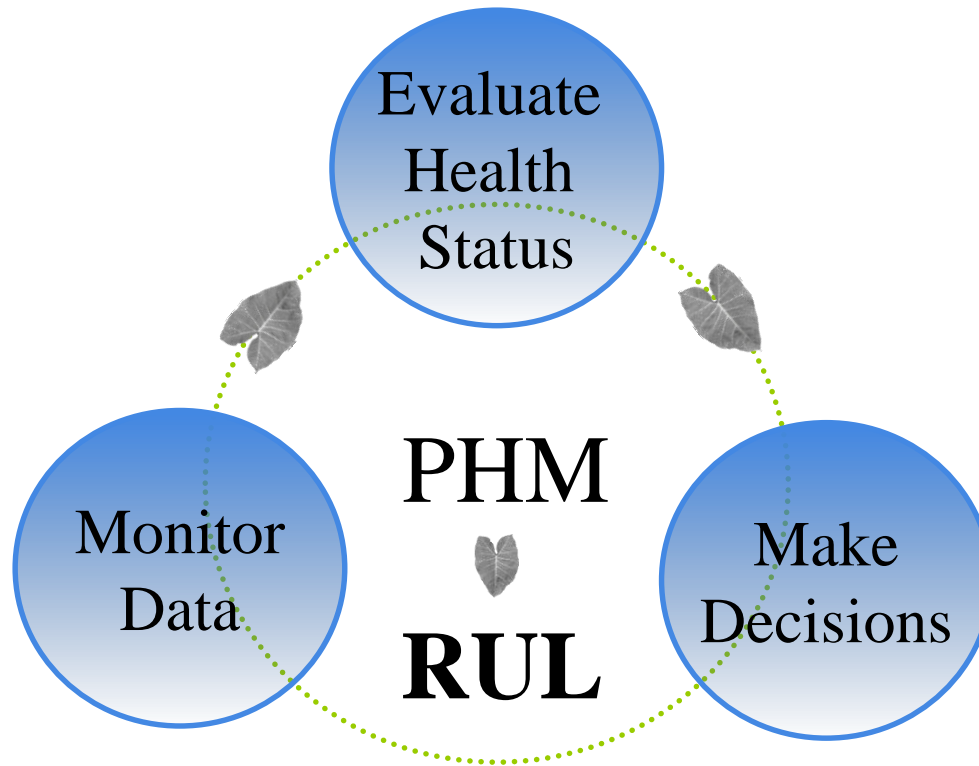 Evaluate
Health
Status
Monitor
Data
PHM
RUL
Make
Decisions